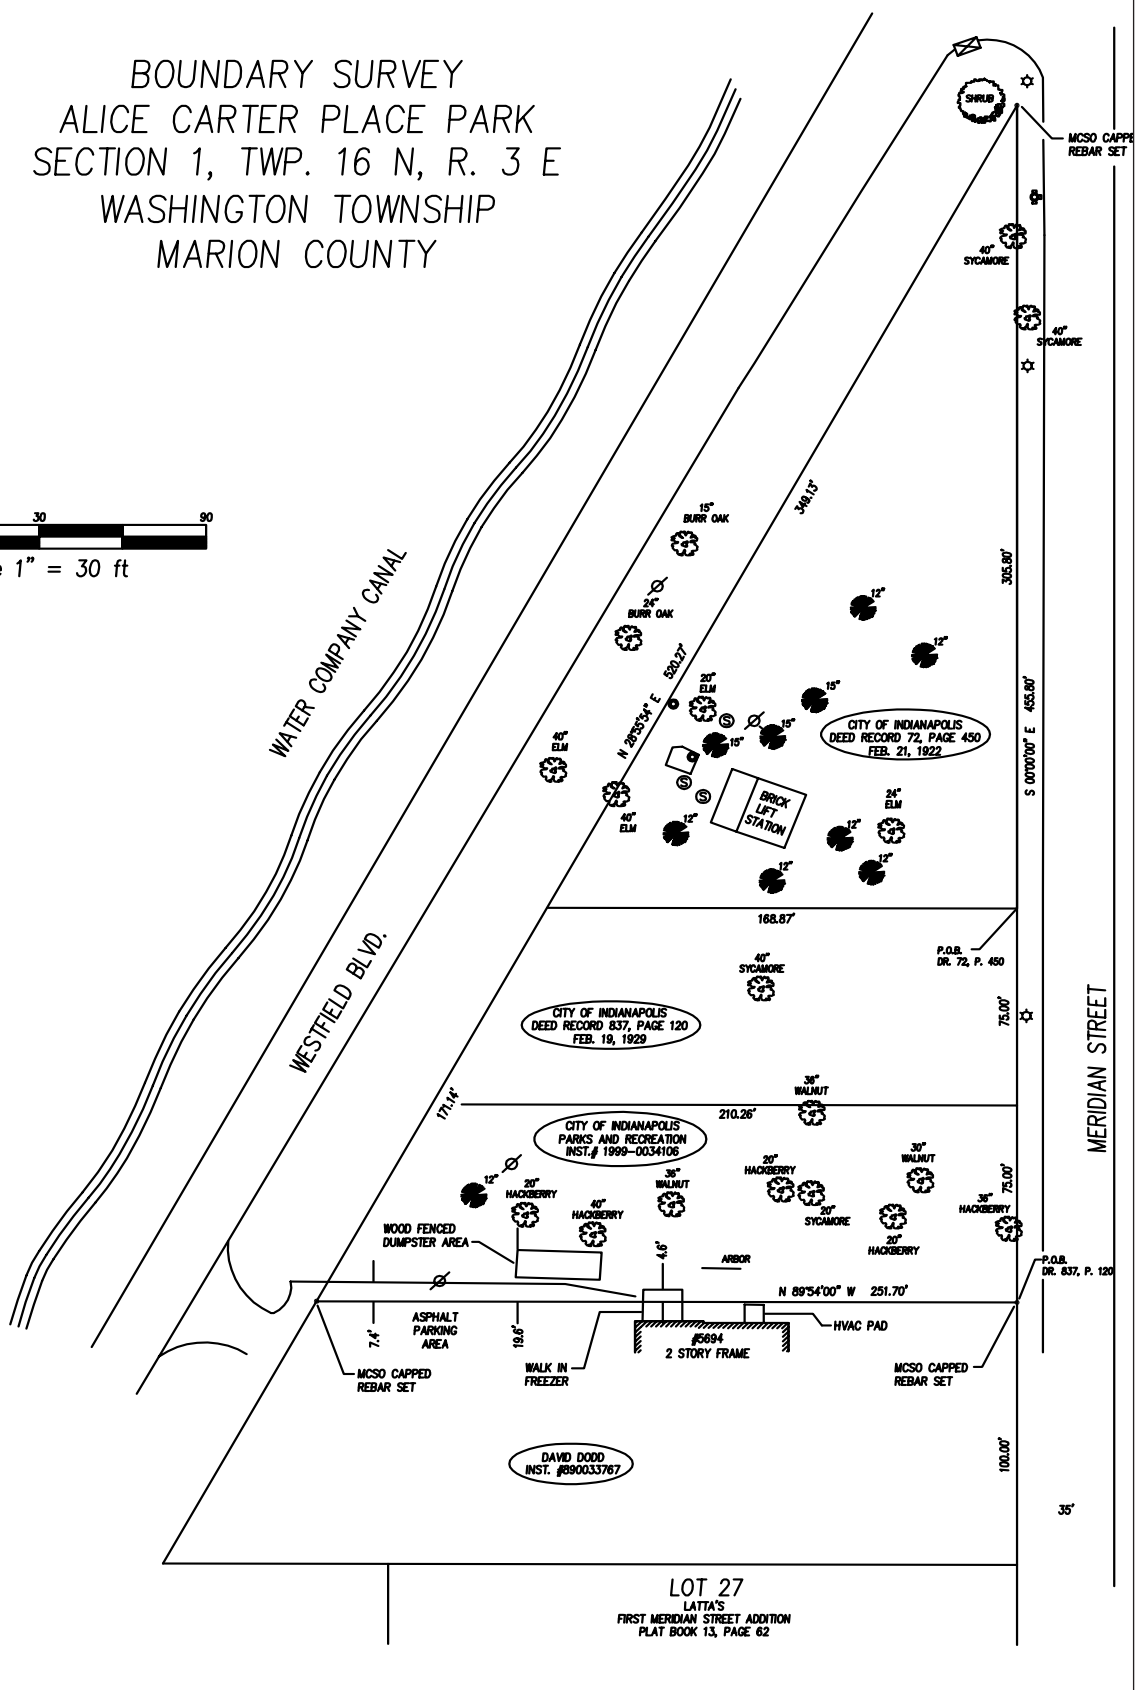 BOUNDARY SURVEY
ALICE CARTER PLACE PARK
SECTION 1, TWP. 16 N, R. 3 E
WASHINGTON TOWNSHIP
MARION COUNTY
SHRUB
MCSO CAPPE
REBAR SET
40"
SYCAMORE
40"
SYCAMORE
30
90
1" = 30 ft
WATER COMPANY CANAL
15"
BURR OAK
349.13'
305.80'
24"
BURR OAK
12"
12"
N 28°55'54" E 520.27'
20"
ELM
15"
S
15"
15"
CITY OF INDIANAPOLIS
DEED RECORD 72, PAGE 450
FEB. 21, 1922
S 00°00'00" E 455.80'
40"
ELM
S
S
BRICK
LIFT
STATION
24"
ELM
40"
ELM
12"
12"
12"
12"
168.87'
P.O.B.
DR. 72, P. 450
40"
SYCAMORE
WESTFIELD BLVD.
CITY OF INDIANAPOLIS
DEED RECORD 837, PAGE 120
FEB. 19, 1929
75.00'
MERIDIAN STREET
36"
WALNUT
171.14'
210.26'
CITY OF INDIANAPOLIS
PARKS AND RECREATION
INST.# 1999-0034106
12"
20"
HACKBERRY
40"
HACKBERRY
36"
WALNUT
20"
HACKBERRY
20"
SYCAMORE
30"
WALNUT
20"
HACKBERRY
36"
HACKBERRY
75.00'
WOOD FENCED
DUMPSTER AREA
4.6'
ARBOR
P.O.B.
DR. 837, P. 120
N 89°54'00" W 251.70'
7.4'
ASPHALT
PARKING
AREA
19.6'
HVAC PAD
#5694
2 STORY FRAME
MCSO CAPPED
REBAR SET
WALK IN
FREEZER
MCSO CAPPED
REBAR SET
DAVID DODD
INST. #890033767
100.00'
35'
LOT 27
LATTA'S
FIRST MERIDIAN STREET ADDITION
PLAT BOOK 13, PAGE 62